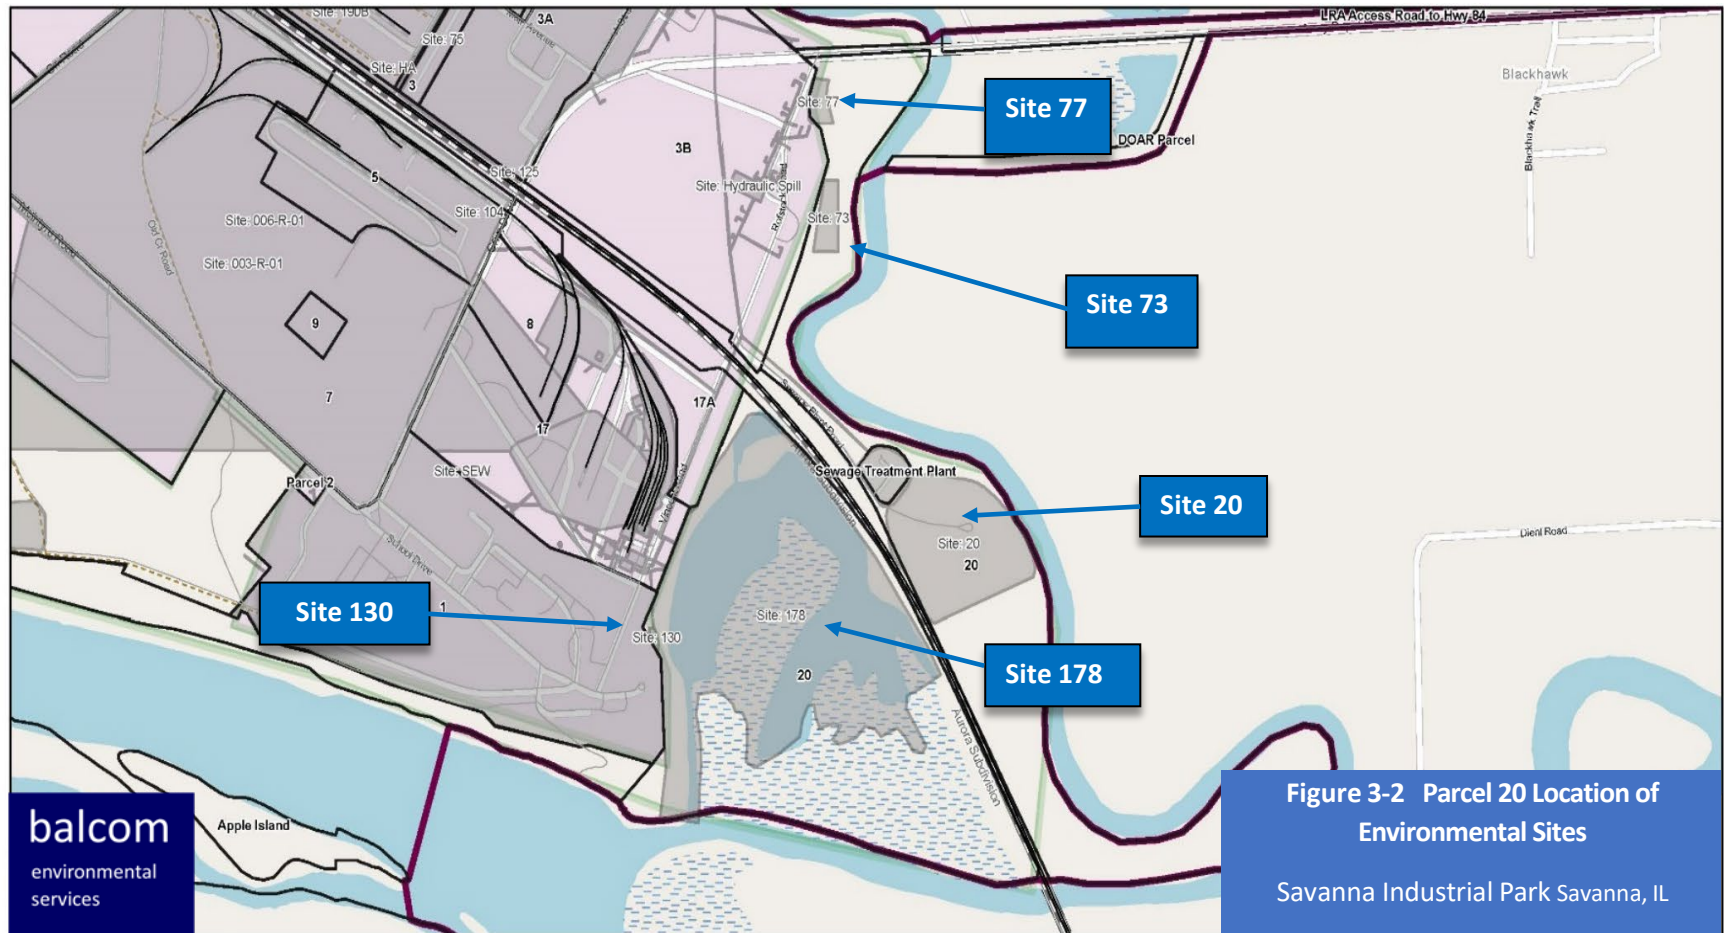 Site: 190B
3A
Site: 75
Site: HA
3
LRA Access Road to Hwy 84
Blackhawk
Site: 77
Site 77
Blackhawk Trail
DOAR Parcel
3B
Site: 125
5
Site: Hydraulic Spill
Site: 104
Site: 006-R-01
Site: 73
Old Cr Road
Site: 003-R-01
Site 73
9
8
7
17A
17
Site: SEW
Sewage Treatment Plant
Parcel 2
Site 20
Site: 20
20
Dienl Road
School Drive
Site 130
1
Site: 130
Site: 178
Site 178
20
Aurora Subdivision
Apple Island
balcom
environmental
services
Figure 3-2 Parcel 20 Location of
Environmental Sites
Savanna Industrial Park Savanna, IL